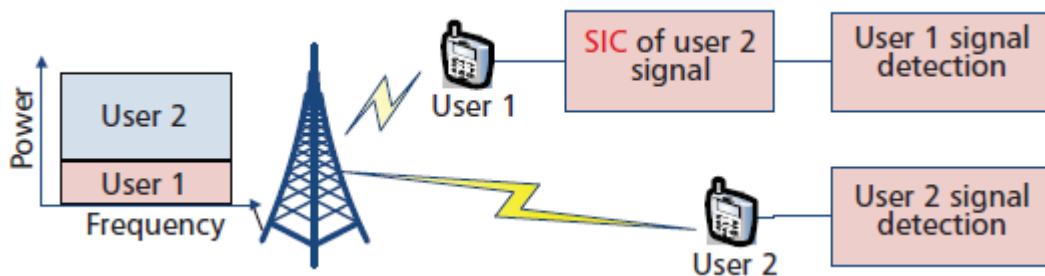 Power
User 2
User 1
Frequency
User 1
SIC of user 2
signal
User 1 signal
detection
User 2
User 2 signal
detection